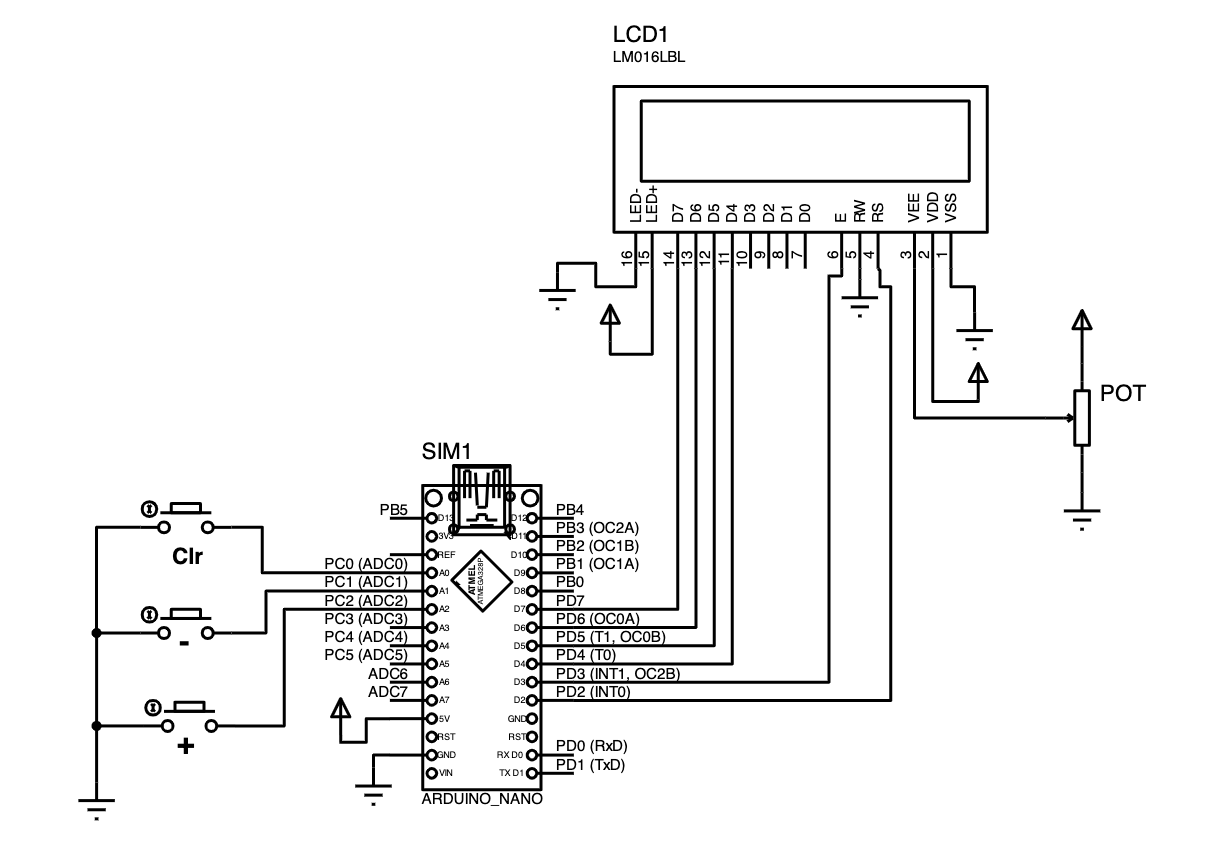 LCD1
LM016LBL
LED-
LED+
D7
D6
D5
D4
D3
D2
D1
D0
E
RW
RS
VEE
VDD
VSS
16
15
14
13
12
11
10
9
8
7
6
5
4
3
2
1
POT
SIM1
Clr
-
+
PB5
PC0 (ADC0)
PC1 (ADC1)
PC2 (ADC2)
PC3 (ADC3)
PC4 (ADC4)
PC5 (ADC5)
ADC6
ADC7
D13
3V3
REF
A0
A1
A2
A3
A4
A5
A6
A7
5V
RST
GND
VIN
ATMEL
ATMEGA328P
D12
D11
D10
D9
D8
D7
D6
D5
D4
D3
D2
GND
RST
RX D0
TX D1
PB4
PB3 (OC2A)
PB2 (OC1B)
PB1 (OC1A)
PB0
PD7
PD6 (OC0A)
PD5 (T1, OC0B)
PD4 (T0)
PD3 (INT1, OC2B)
PD2 (INT0)
PD0 (RxD)
PD1 (TxD)
ARDUINO_NANO